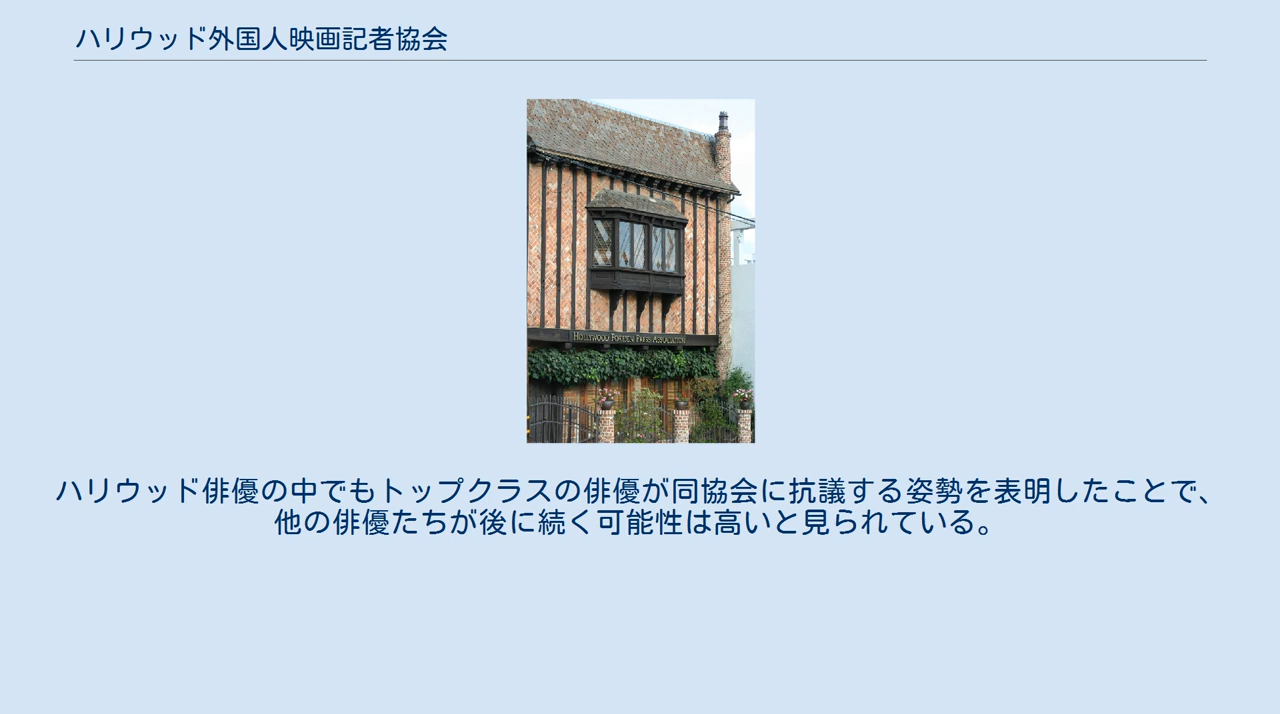 ハリウッド外国人映画記者協会
HOLLYWOOD FOREIGN PRESS ASSOCIATION
ハリウッド俳優の中でもトップクラスの俳優が同協会に抗議する姿勢を表明したことで、
他の俳優たちが後に続く可能性は高いと見られている。